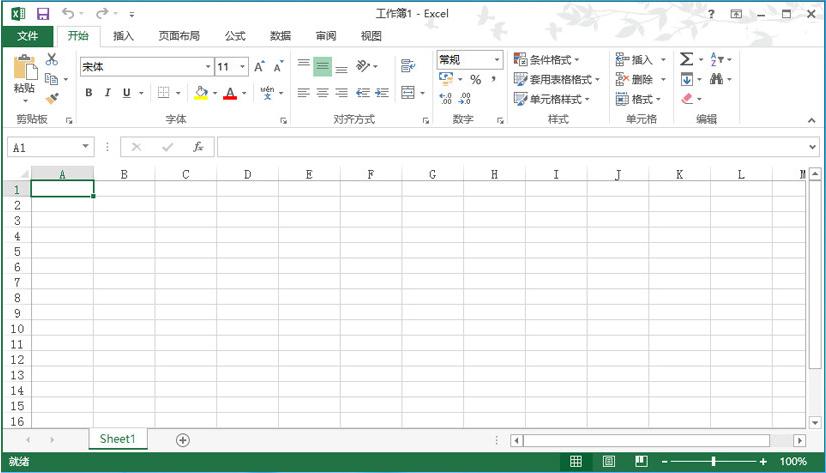 工作簿1 - Excel
?
文件 开始 插入 页面布局 公式 数据 审阅 视图
粘贴 宋体 11 A A 常规 条件格式 插入 Σ
B I U A wén 文 % , 套用表格格式 删除
单元格样式 格式
剪贴板 字体 对齐方式 数字 样式 单元格 编辑
A1 fx
A B C D E F G H I J K L M
1
2
3
4
5
6
7
8
9
10
11
12
13
14
15
16
Sheet1
就绪 100%